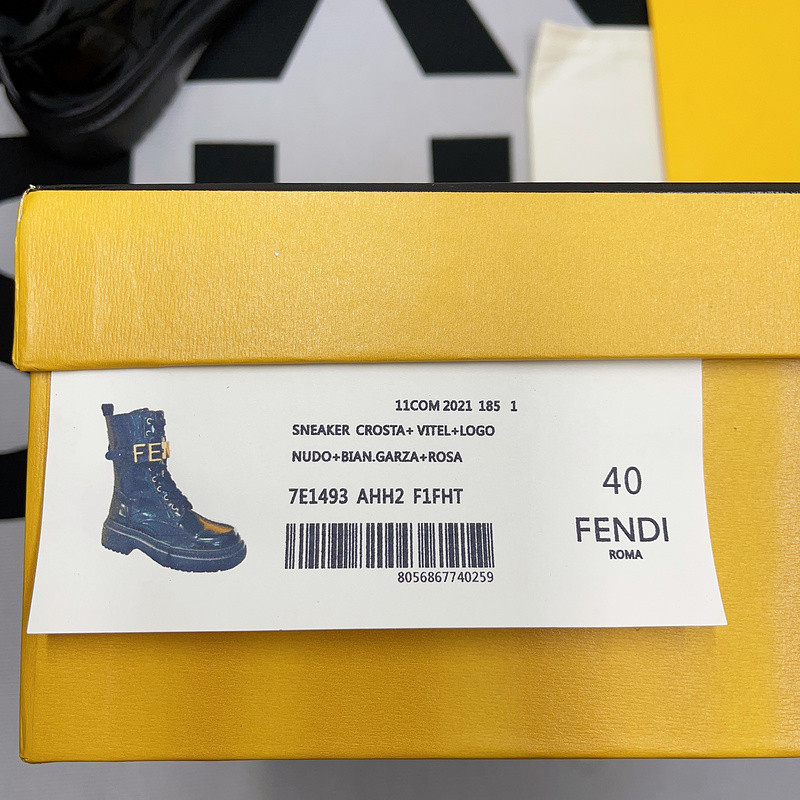 11COM 2021 185 1
SNEAKER CROSTA+ VITEL+LOGO
NUDO+BIAN.GARZA+ROSA
7E1493 AHH2 F1FHT
8056867740259
40
FENDI
ROMA
FE